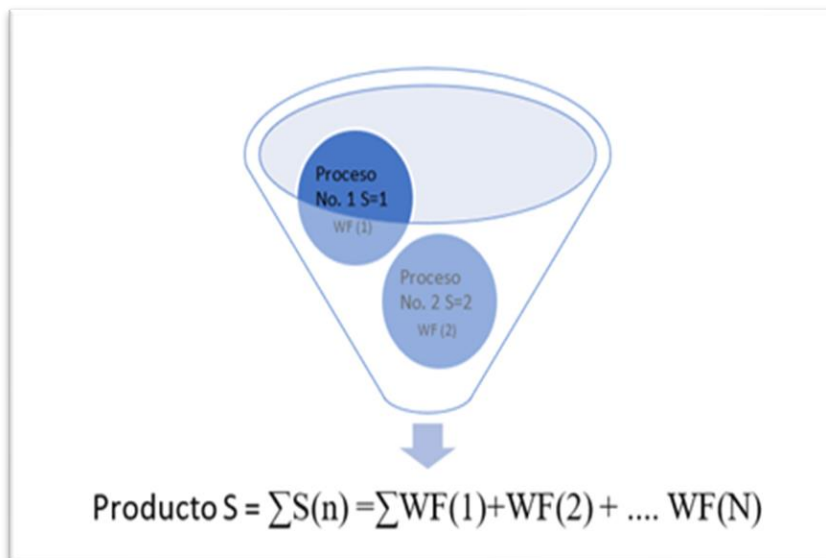 Proceso
No. 1 S=1
WF (1)
Proceso
No. 2 S=2
WF (2)
Producto S = ∑S(n) =∑WF(1)+WF(2) + .... WF(N)